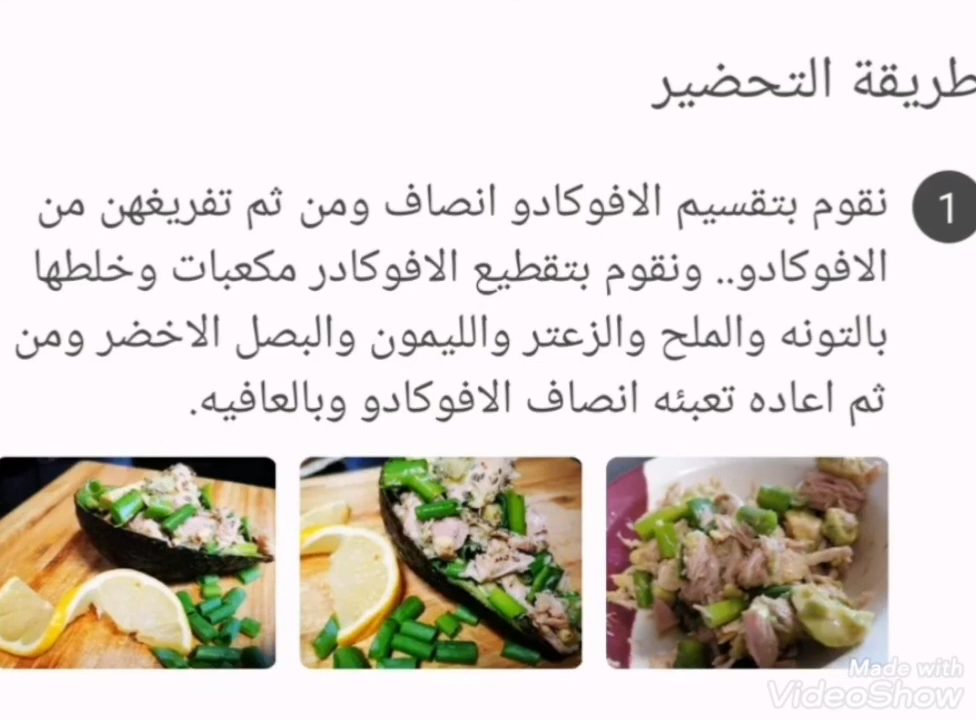 طريقة التحضير
1
نقوم بتقسيم الافوكادو انصاف ومن ثم تفريغهن من
الافوكادو.. ونقوم بتقطيع الافوكادر مكعبات وخلطها
بالتونه والملح والزعتر والليمون والبصل الاخضر ومن
ثم اعاده تعبئه انصاف الافوكادو وبالعافيه.
Made with
VideoShow